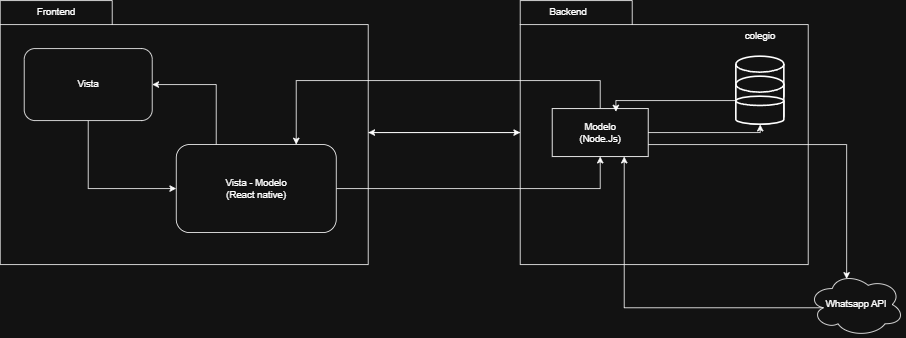 Frontend
Backend
colegio
Vista
Modelo
(Node.Js)
Vista - Modelo
(React native)
Whatsapp API